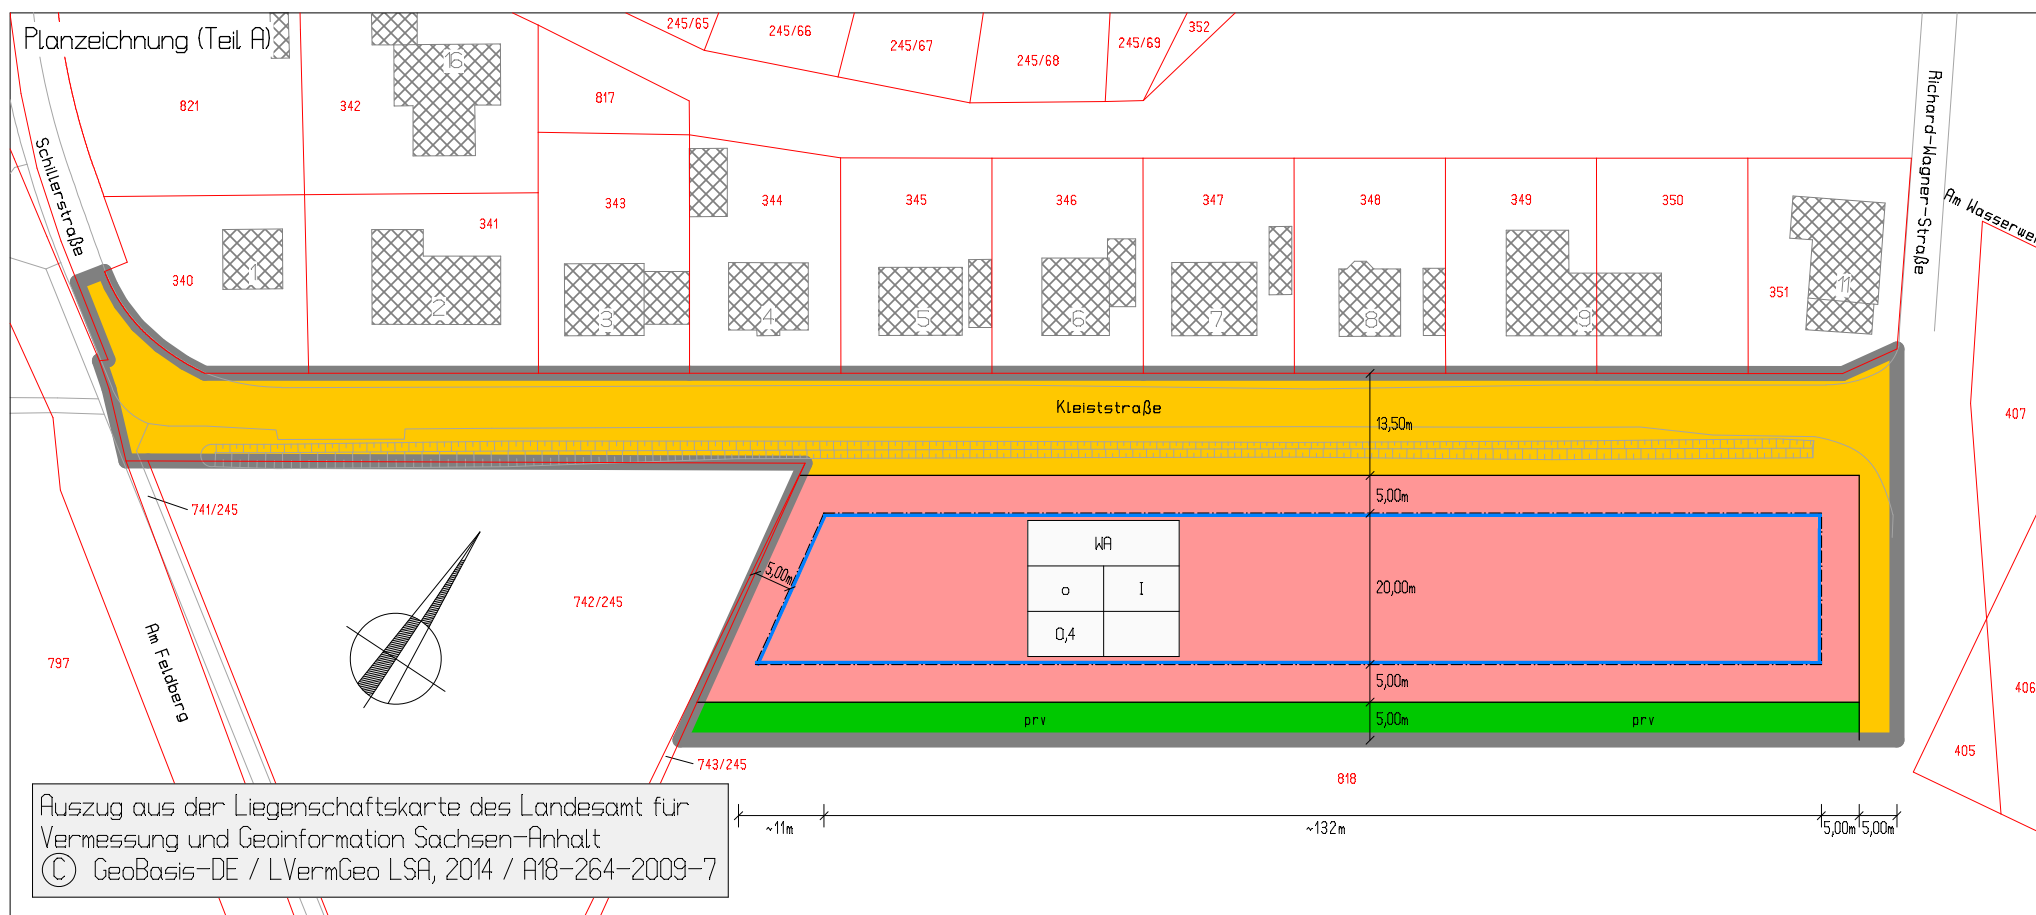 Planzeichnung (Teil A)
245/65
245/66
245/67
245/68
245/69
352
16
821
342
817
Richard-Wagner-Straße
Schillerstraße
Am Wasserwe
341
343
344
345
346
347
348
349
350
351
340
1
2
3
4
5
6
7
8
9
11
Kleiststraße
13,50m
407
5,00m
741/245
WA
5,00m
o
I
20,00m
742/245
0,4
Am Feldberg
797
5,00m
406
prv
5,00m
prv
743/245
818
405
Auszug aus der Liegenschaftskarte des Landesamt für
Vermessung und Geoinformation Sachsen-Anhalt
© GeoBasis-DE / LVermGeo LSA, 2014 / A18-264-2009-7
~11m
~132m
5,00m
5,00m